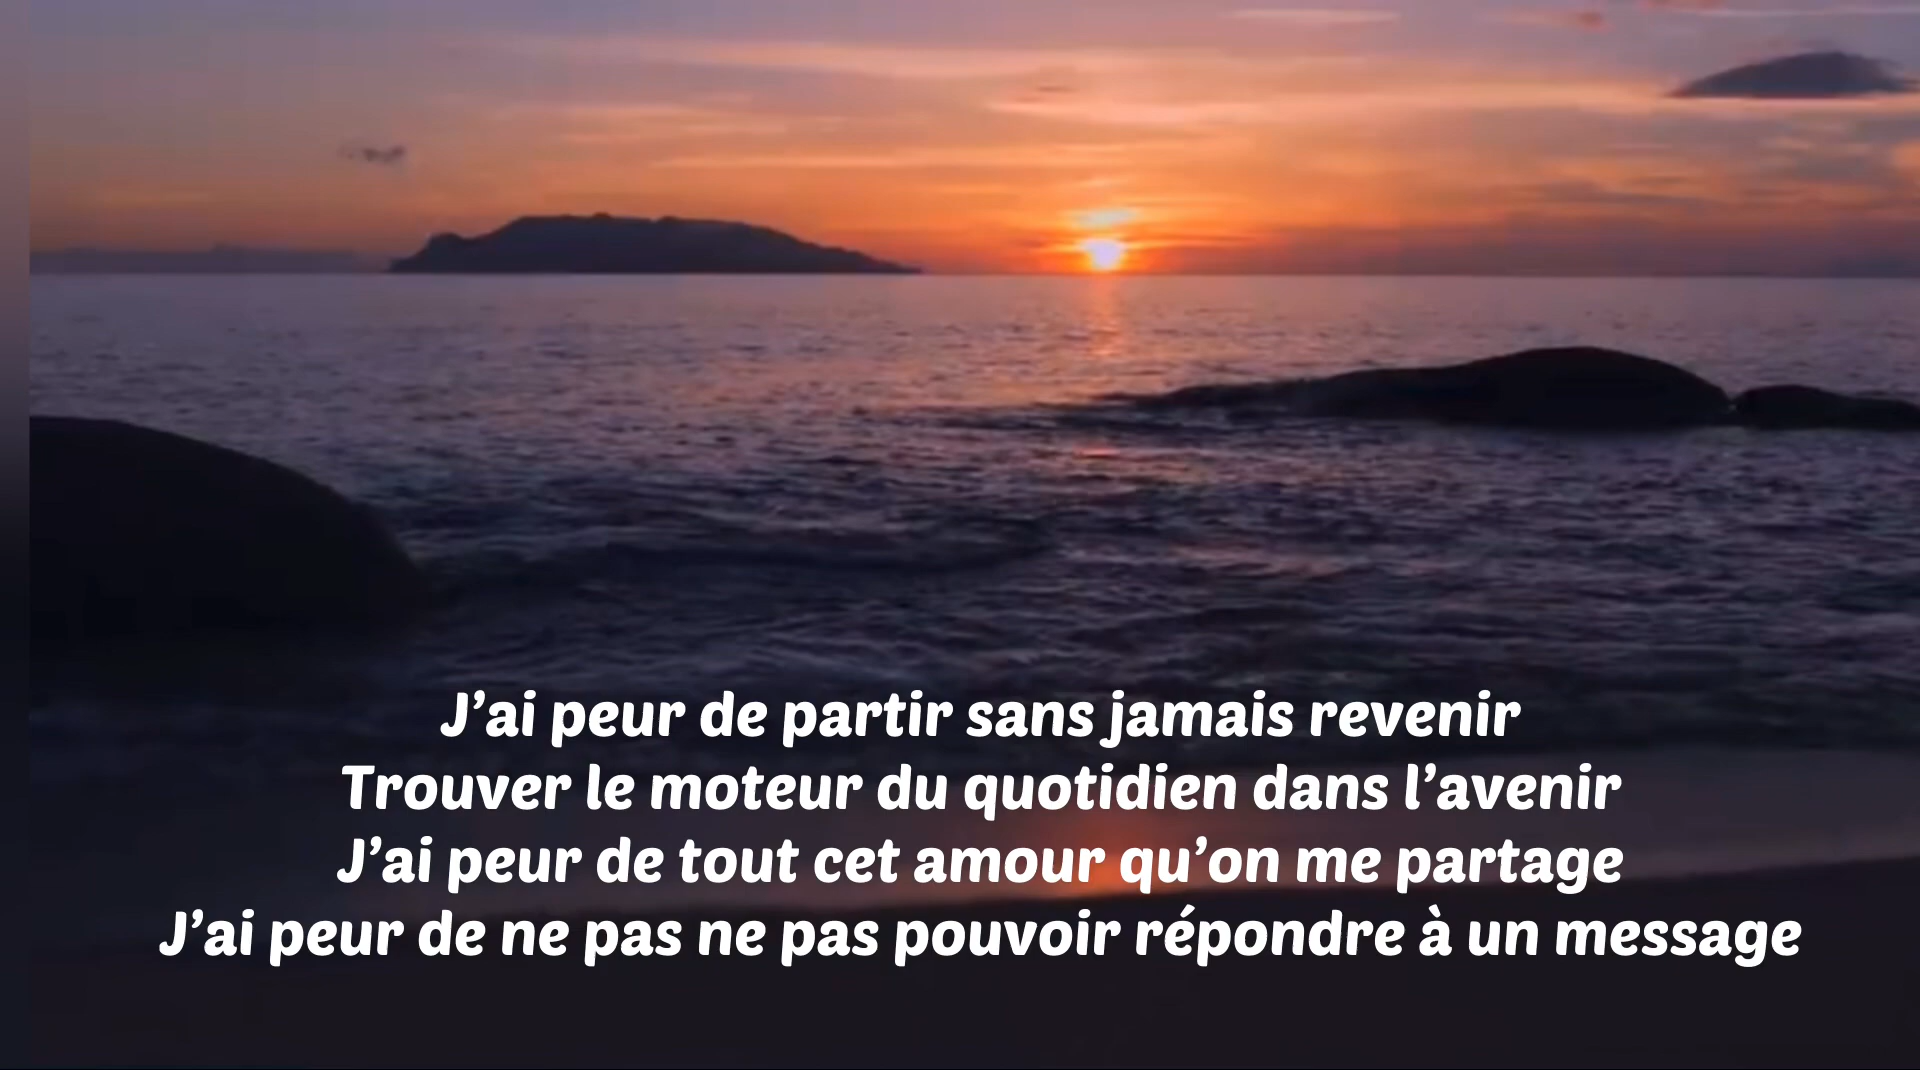 J’ai peur de partir sans jamais revenir
Trouver le moteur du quotidien dans l’avenir
J’ai peur de tout cet amour qu’on me partage
J’ai peur de ne pas ne pas pouvoir répondre à un message